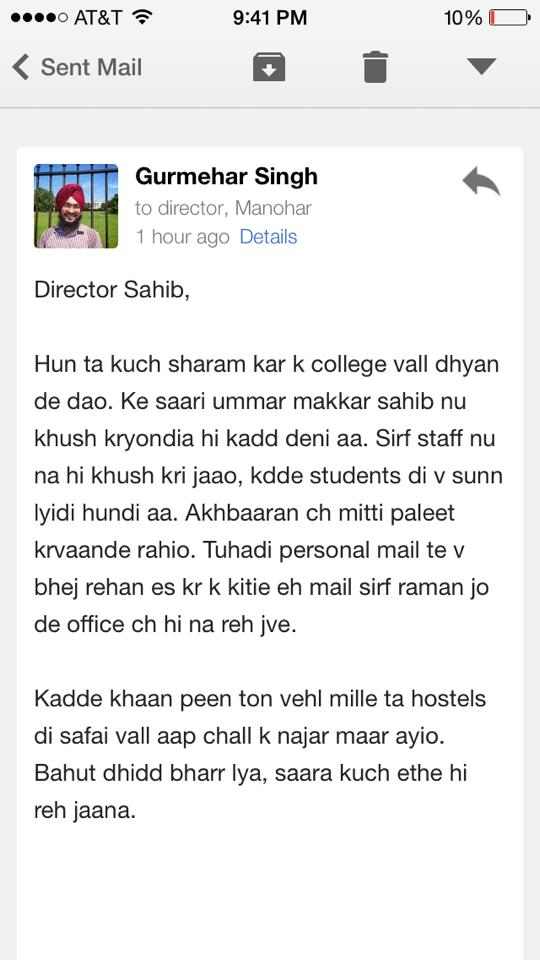 AT&T 9:41 PM 10%
Sent Mail
Gurmehar Singh
to director, Manohar
1 hour ago Details
Director Sahib,
Hun ta kuch sharam kar k college vall dhyan
de dao. Ke saari ummar makkar sahib nu
khush kryondia hi kadd deni aa. Sirf staff nu
na hi khush kri jaao, kdde students di v sunn
lyidi hundi aa. Akhbaaran ch mitti paleet
krvaande rahio. Tuhadi personal mail te v
bhej rehan es kr k kitie eh mail sirf raman jo
de office ch hi na reh jve.
Kadde khaan peen ton vehl mille ta hostels
di safai vall aap chall k najar maar ayio.
Bahut dhidd bharr lya, saara kuch ethe hi
reh jaana.